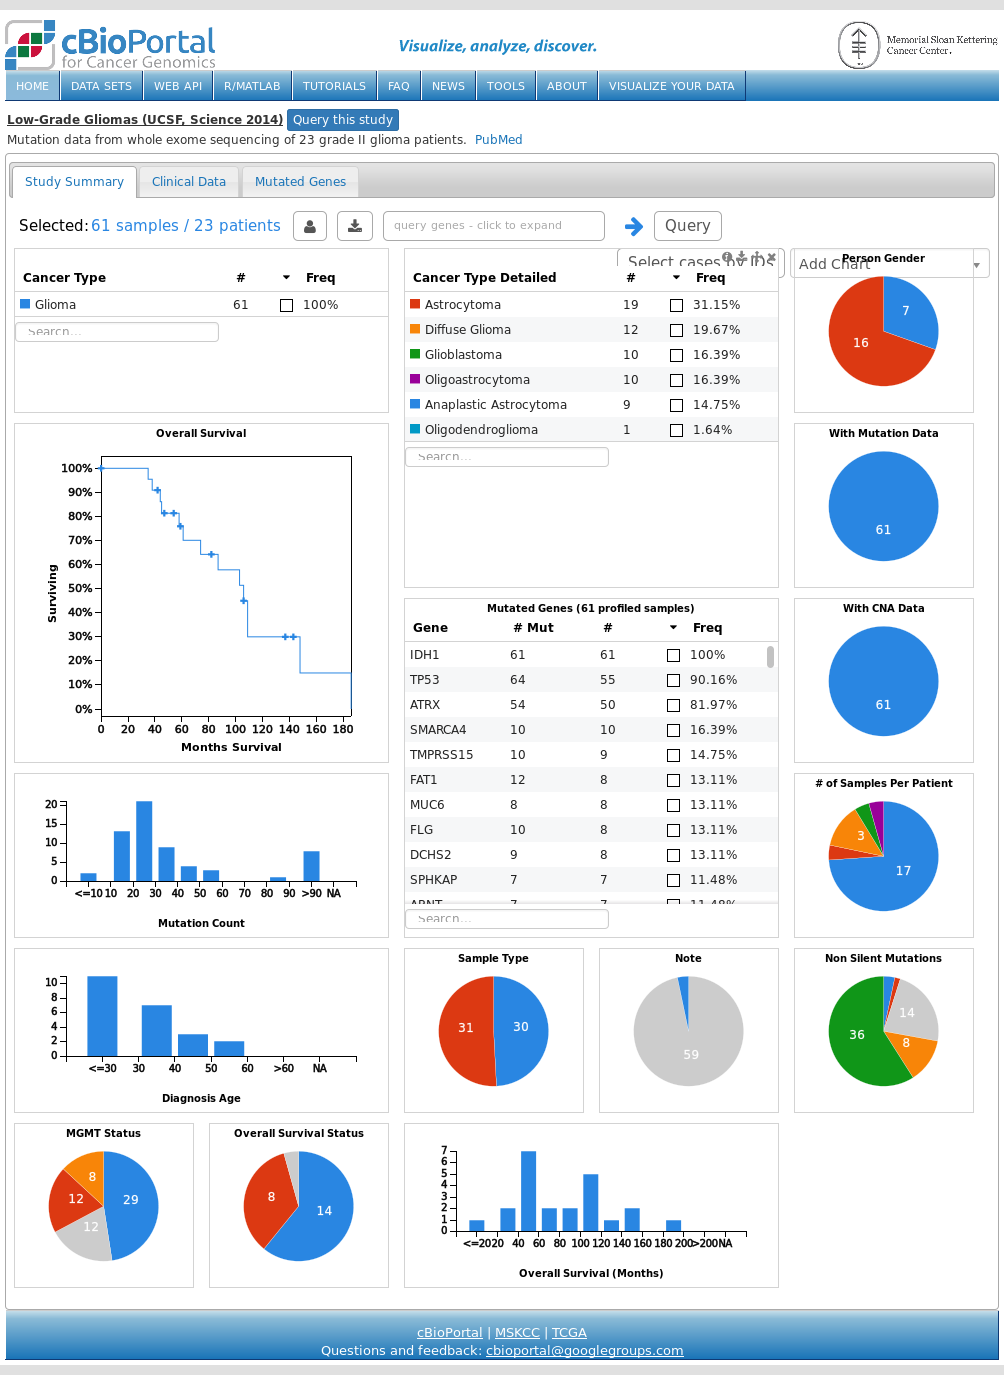 cBioPortal
for Cancer Genomics
Visualize, analyze, discover.
Memorial Sloan Kettering
Cancer Center.
HOME DATA SETS WEB API R/MATLAB TUTORIALS FAQ NEWS TOOLS ABOUT VISUALIZE YOUR DATA
Low-Grade Gliomas (UCSF, Science 2014) Query this study
Mutation data from whole exome sequencing of 23 grade II glioma patients. PubMed
Study Summary Clinical Data Mutated Genes
Selected: 61 samples / 23 patients query genes - click to expand Query
Select cases by IDs Add Chart
Cancer Type # Freq
Glioma 61 100%
Search...
Cancer Type Detailed # Freq
Astrocytoma 19 31.15%
Diffuse Glioma 12 19.67%
Glioblastoma 10 16.39%
Oligoastrocytoma 10 16.39%
Anaplastic Astrocytoma 9 14.75%
Oligodendroglioma 1 1.64%
Search...
Person Gender
7
16
Overall Survival
100%
90%
80%
70%
60%
50%
40%
30%
20%
10%
0%
Surviving
0 20 40 60 80 100 120 140 160 180
Months Survival
With Mutation Data
61
Mutated Genes (61 profiled samples)
Gene # Mut # Freq
IDH1 61 61 100%
TP53 64 55 90.16%
ATRX 54 50 81.97%
SMARCA4 10 10 16.39%
TMPRSS15 10 9 14.75%
FAT1 12 8 13.11%
MUC6 8 8 13.11%
FLG 10 8 13.11%
DCHS2 9 8 13.11%
SPHKAP 7 7 11.48%
ARNT 7 7 11.48%
Search...
With CNA Data
61
20
15
10
5
0
<=10 10 20 30 40 50 60 70 80 90 >90 NA
Mutation Count
# of Samples Per Patient
3
17
10
8
6
4
2
0
<=30 30 40 50 60 >60 NA
Diagnosis Age
Sample Type
31 30
Note
59
Non Silent Mutations
14
36 8
MGMT Status
8
12 29
12
Overall Survival Status
8
14
7
6
5
4
3
2
1
0
<=20 20 40 60 80 100 120 140 160 180 200 >200 NA
Overall Survival (Months)
cBioPortal | MSKCC | TCGA
Questions and feedback: cbioportal@googlegroups.com